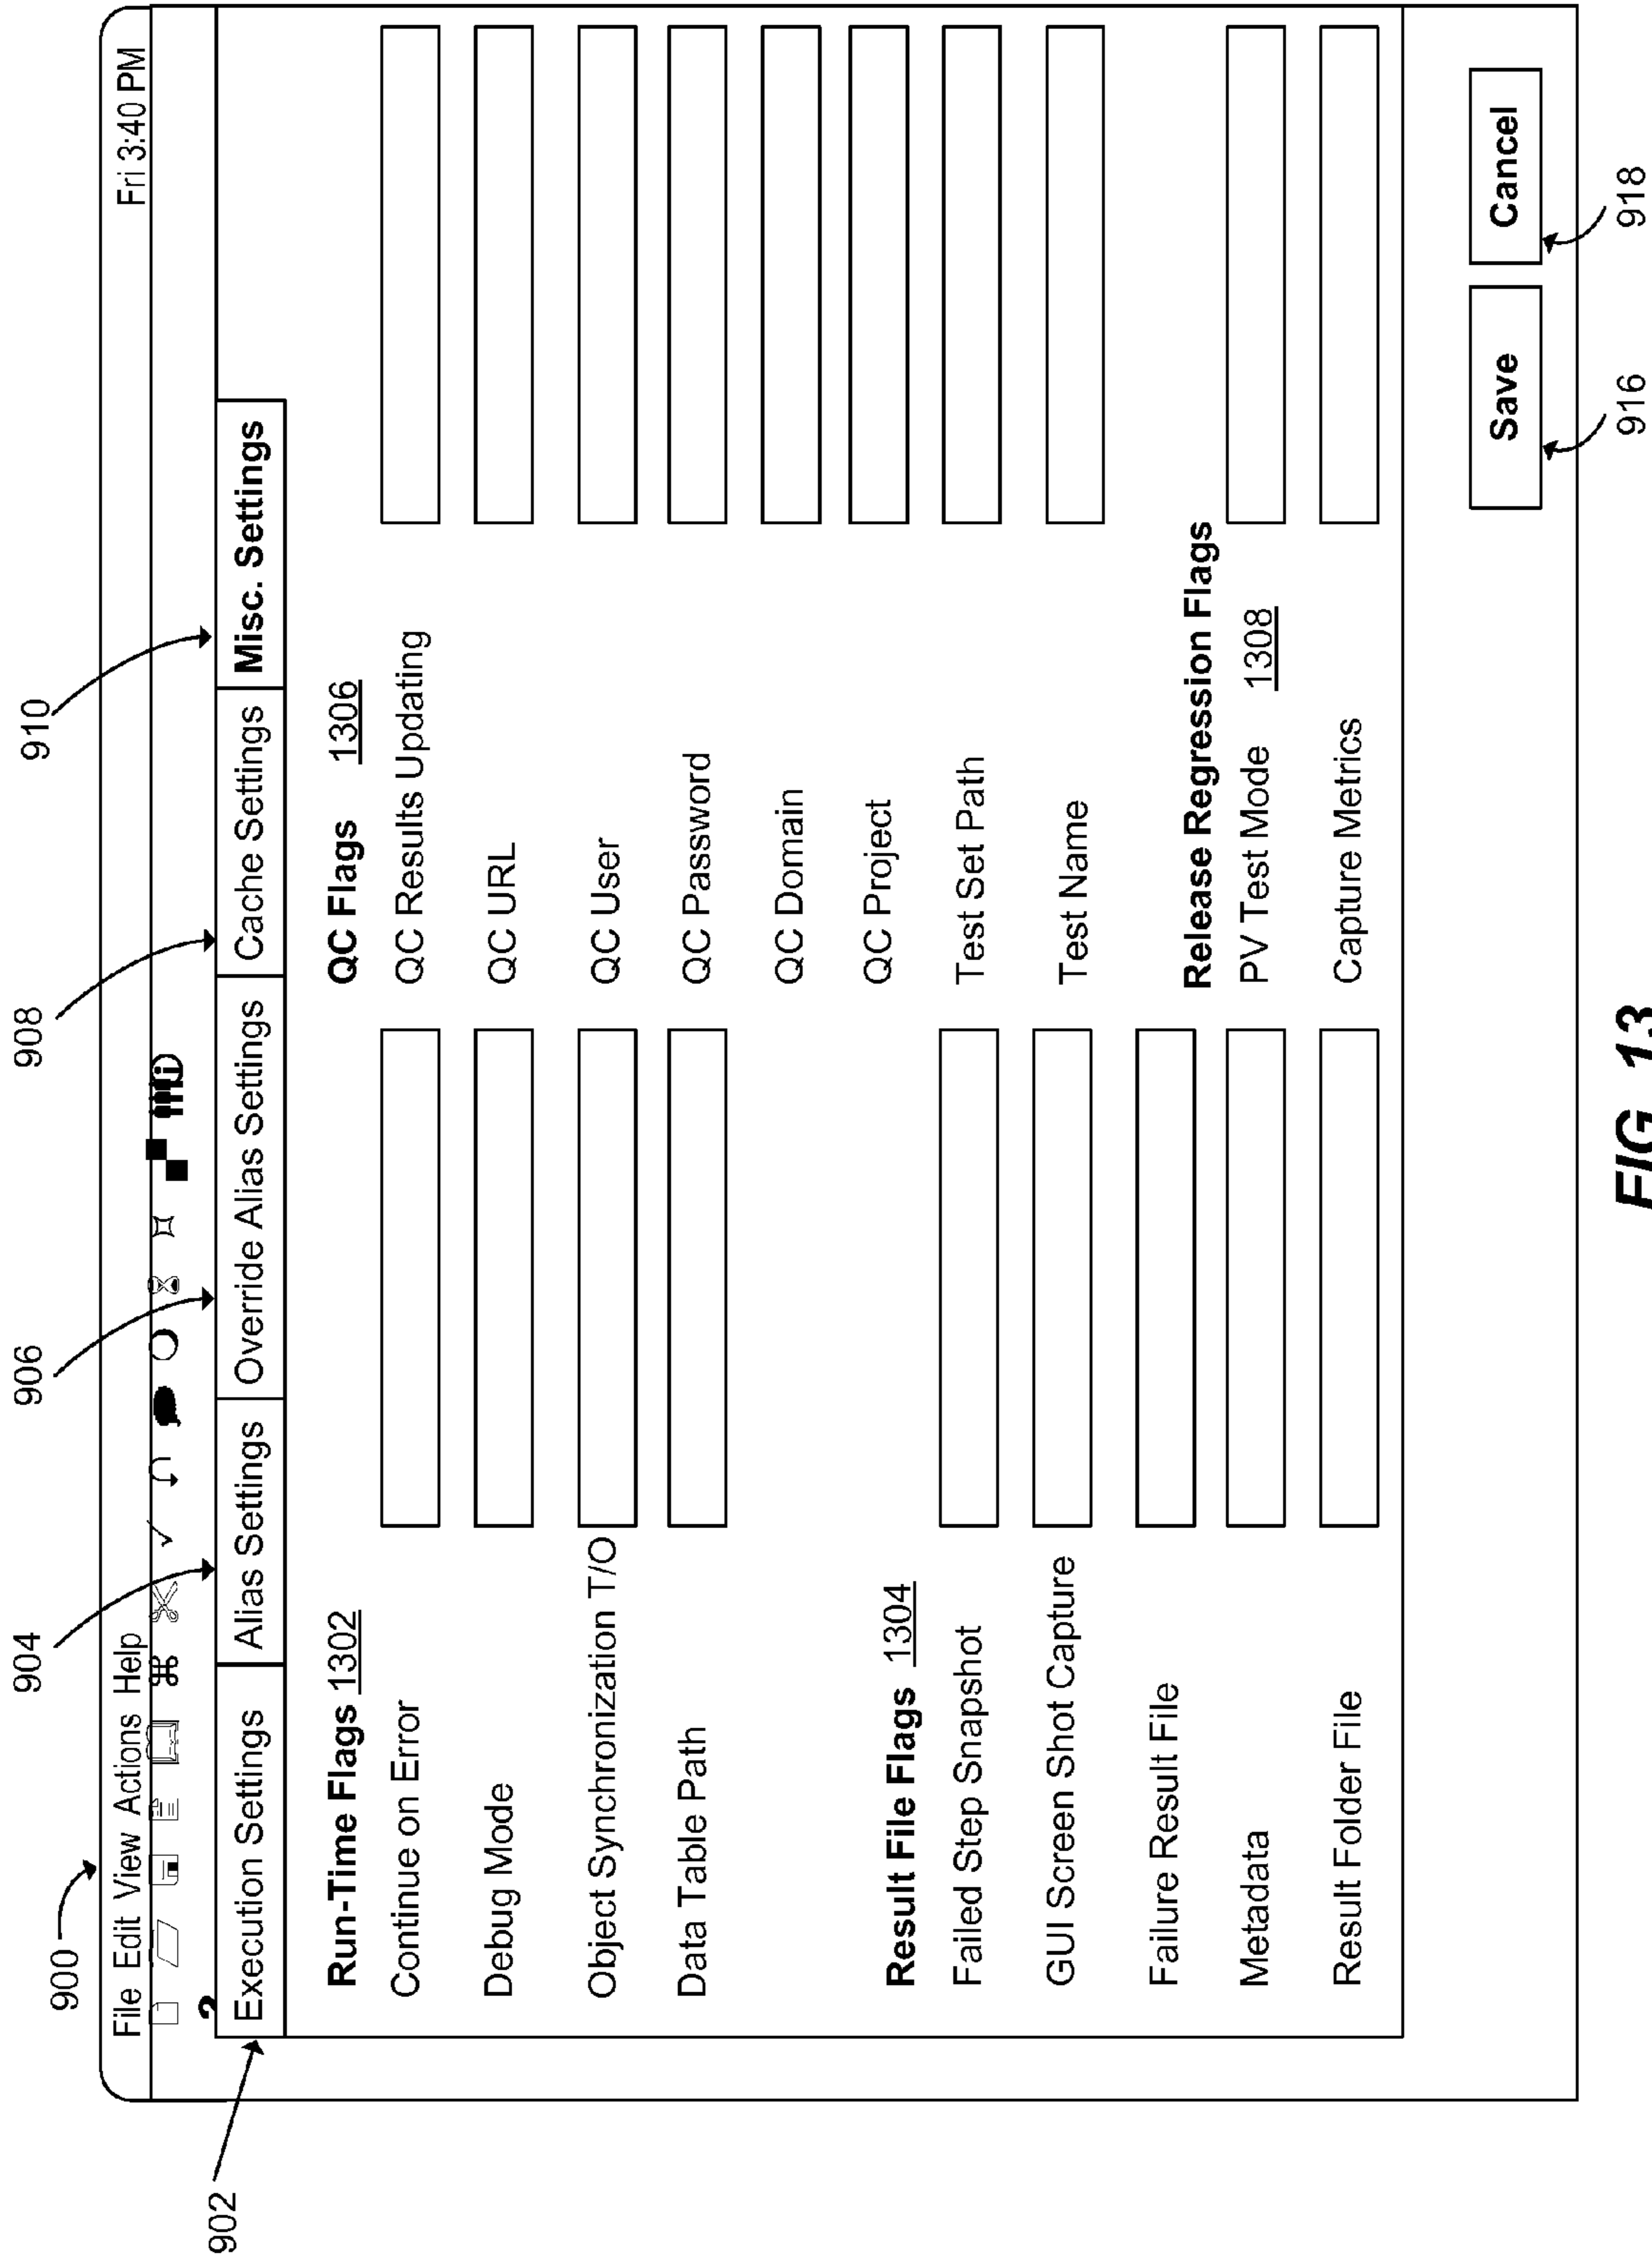 900
902
904
906
908
910
File Edit View Actions Help
Fri 3:40 PM
?
Execution Settings
Alias Settings
Override Alias Settings
Cache Settings
Misc. Settings
Run-Time Flags 1302
Continue on Error
Debug Mode
Object Synchronization T/O
Data Table Path
Result File Flags 1304
Failed Step Snapshot
GUI Screen Shot Capture
Failure Result File
Metadata
Result Folder File
QC Flags 1306
QC Results Updating
QC URL
QC User
QC Password
QC Domain
QC Project
Test Set Path
Test Name
Release Regression Flags
PV Test Mode 1308
Capture Metrics
Save
Cancel
916
918
FIG. 13